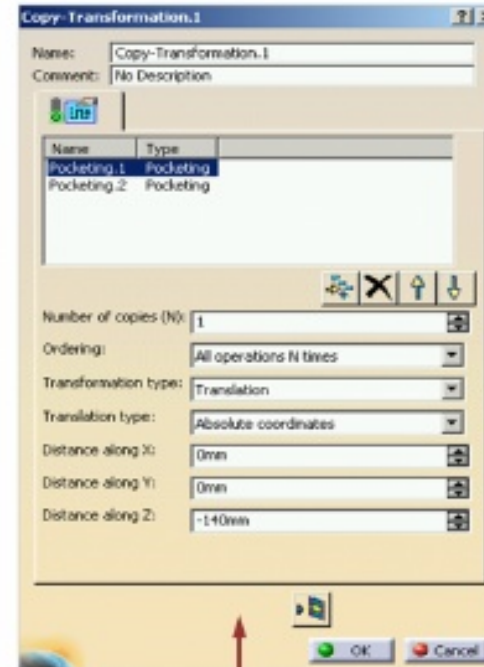 Copy-Transformation.1
Name: Copy-Transformation.1
Comment: No Description
Name Type
Pocketing.1 Pocketing
Pocketing.2 Pocketing
Number of copies (N): 1
Ordering: All operations N times
Transformation type: Translation
Translation type: Absolute coordinates
Distance along X: 0mm
Distance along Y: 0mm
Distance along Z: -140mm
OK Cancel